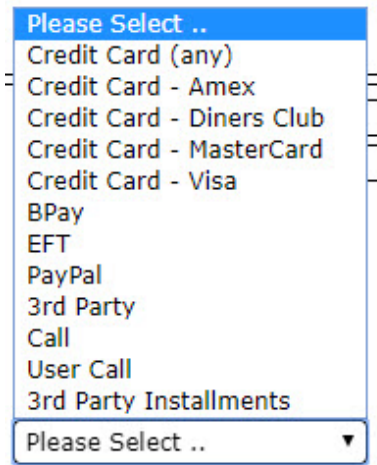 Please Select ..
Credit Card (any)
Credit Card - Amex
Credit Card - Diners Club
Credit Card - MasterCard
Credit Card - Visa
BPay
EFT
PayPal
3rd Party
Call
User Call
3rd Party Installments
Please Select ..